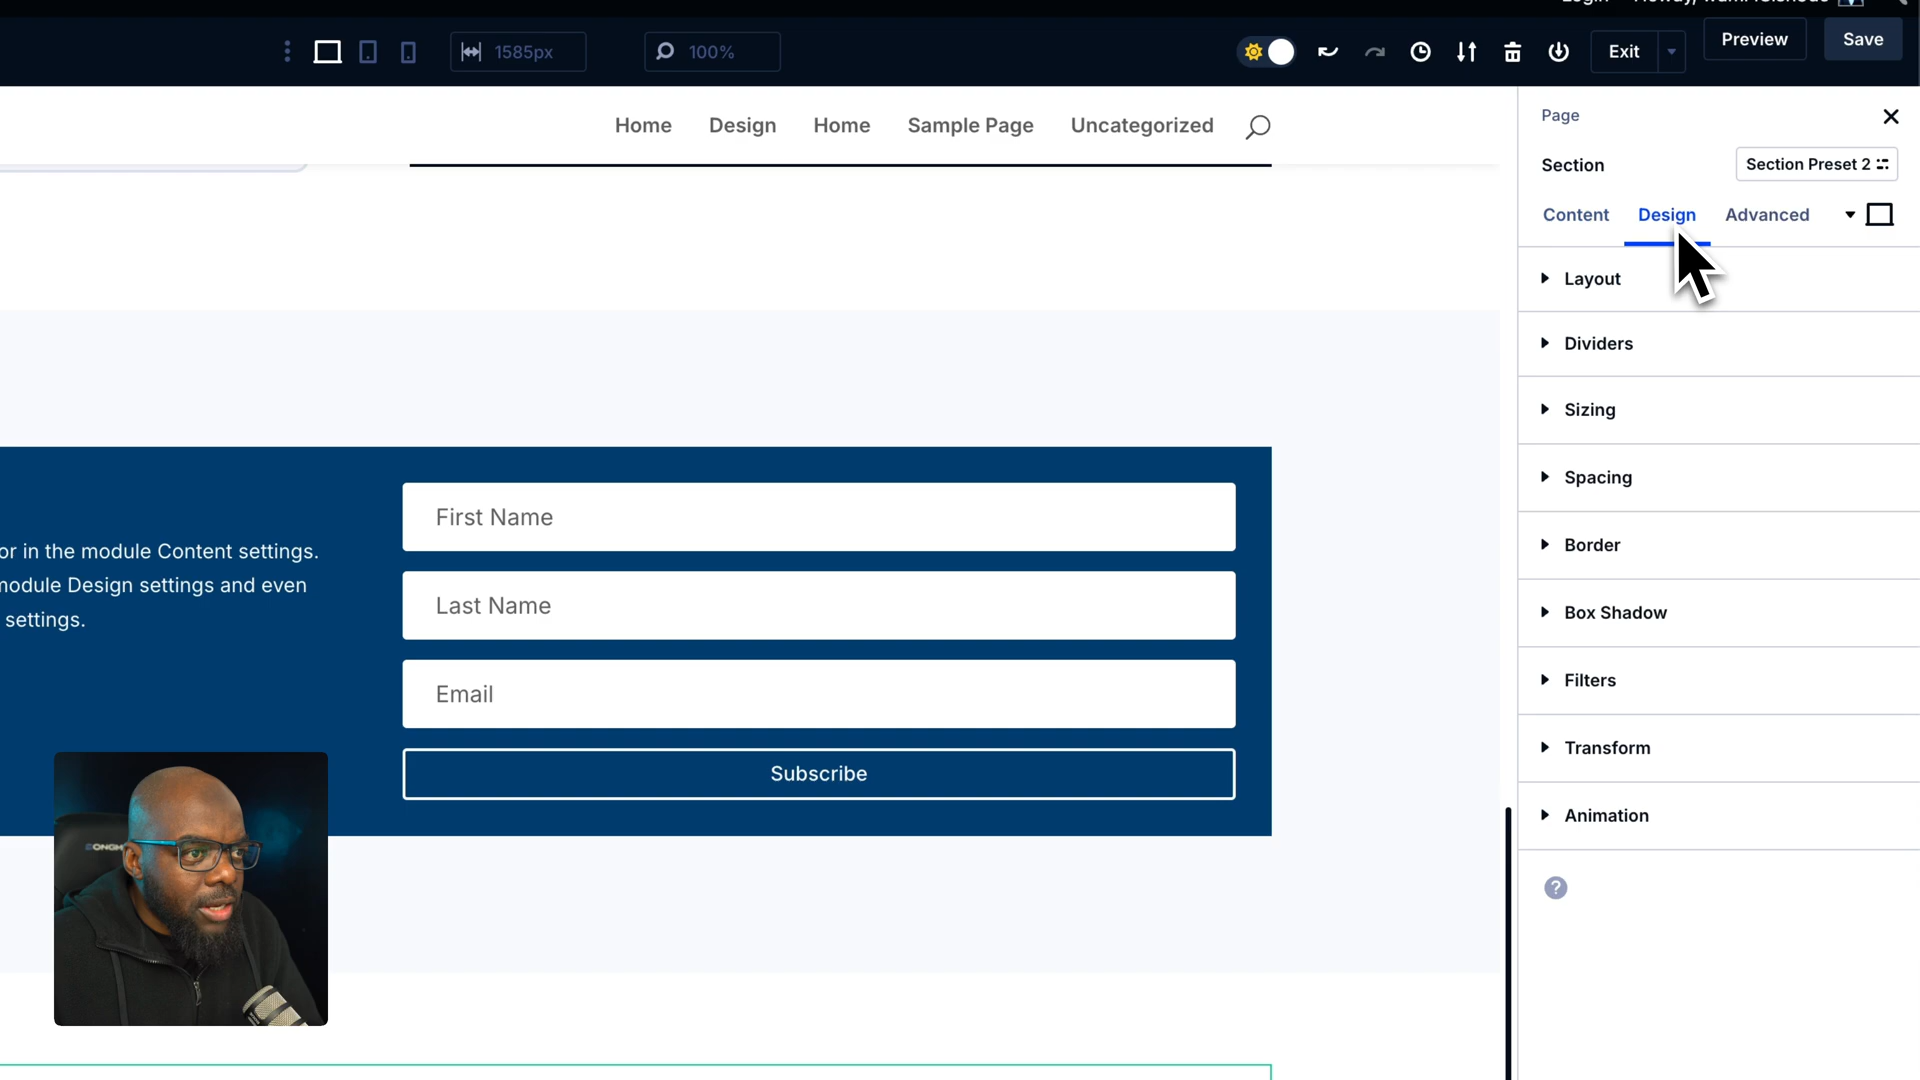 1585px
100%
Exit
Preview
Save
Home
Design
Home
Sample Page
Uncategorized
Page
Section
Section Preset 2
Content
Design
Advanced
Layout
Dividers
Sizing
Spacing
Border
Box Shadow
Filters
Transform
Animation
?
or in the module Content settings.
module Design settings and even
settings.
First Name
Last Name
Email
Subscribe